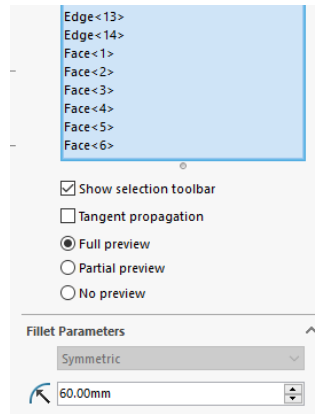 Edge<13>
Edge<14>
Face<1>
Face<2>
Face<3>
Face<4>
Face<5>
Face<6>
Show selection toolbar
Tangent propagation
Full preview
Partial preview
No preview
Fillet Parameters
Symmetric
60.00mm